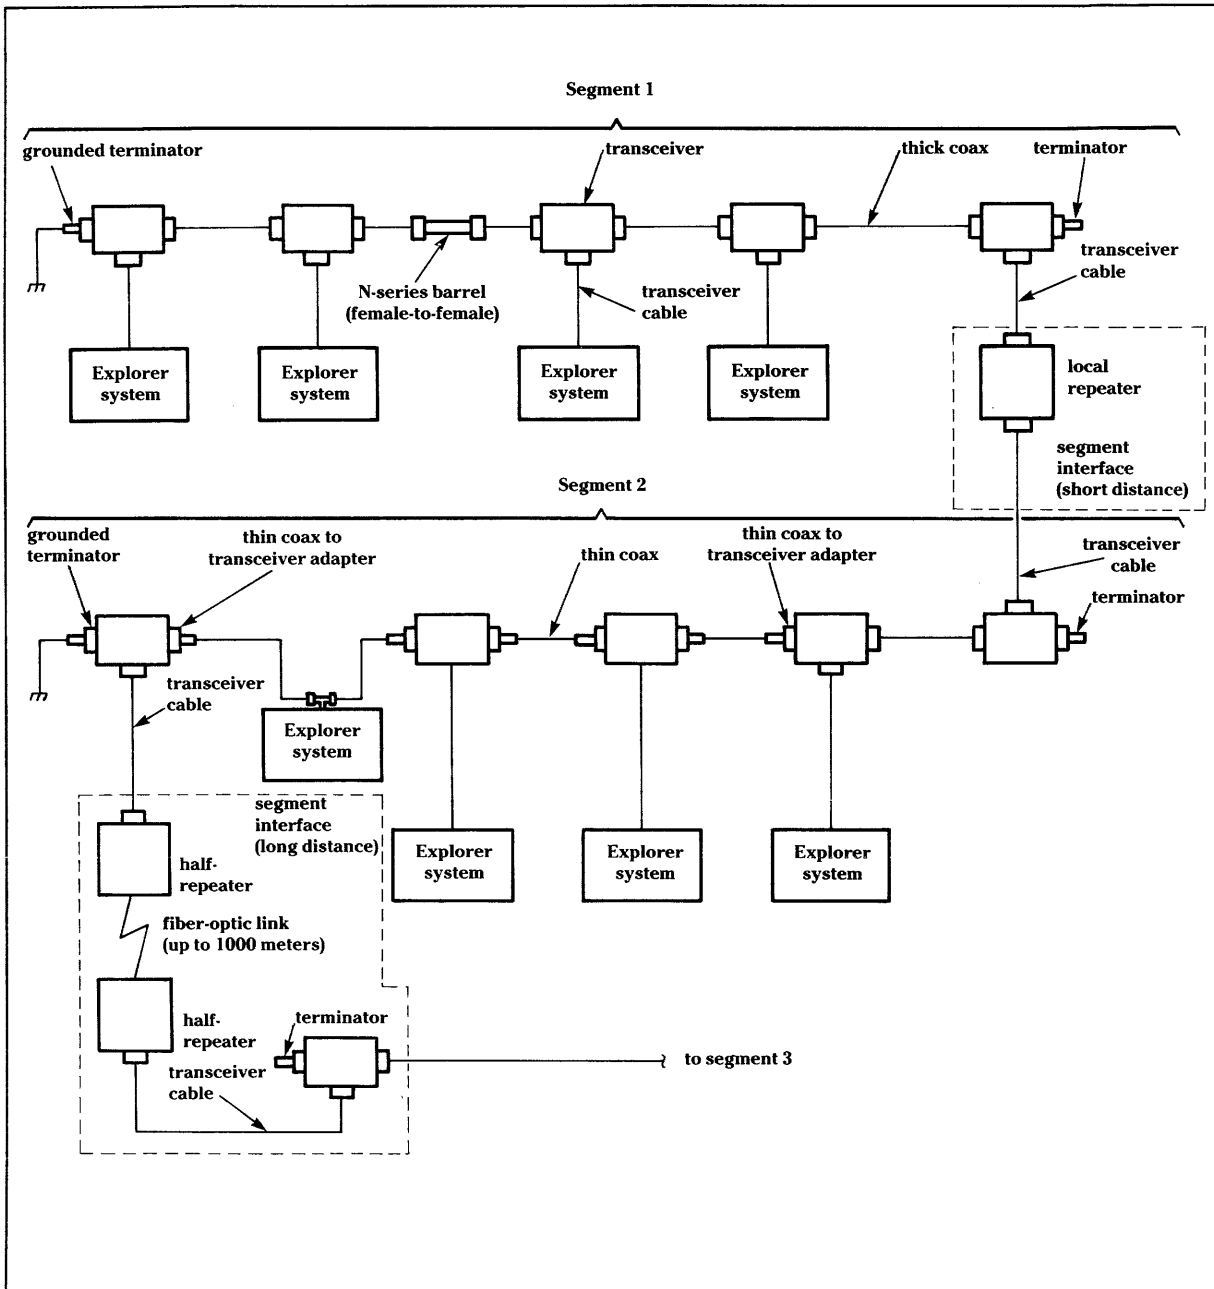 Segment 1
grounded terminator
transceiver
thick coax
terminator
N-series barrel
(female-to-female)
transceiver
cable
transceiver
cable
Explorer
system
Explorer
system
Explorer
system
Explorer
system
local
repeater
segment
interface
(short distance)
Segment 2
grounded
terminator
thin coax to
transceiver adapter
thin coax
thin coax to
transceiver adapter
transceiver
cable
terminator
transceiver
cable
Explorer
system
segment
interface
(long distance)
Explorer
system
Explorer
system
Explorer
system
half-
repeater
fiber-optic link
(up to 1000 meters)
half-
repeater
terminator
transceiver
cable
to segment 3